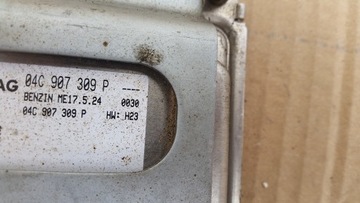 AG 04C 907 309 P ----
BENZIN ME17.5.24 0030
04C 907 309 P HW: H23